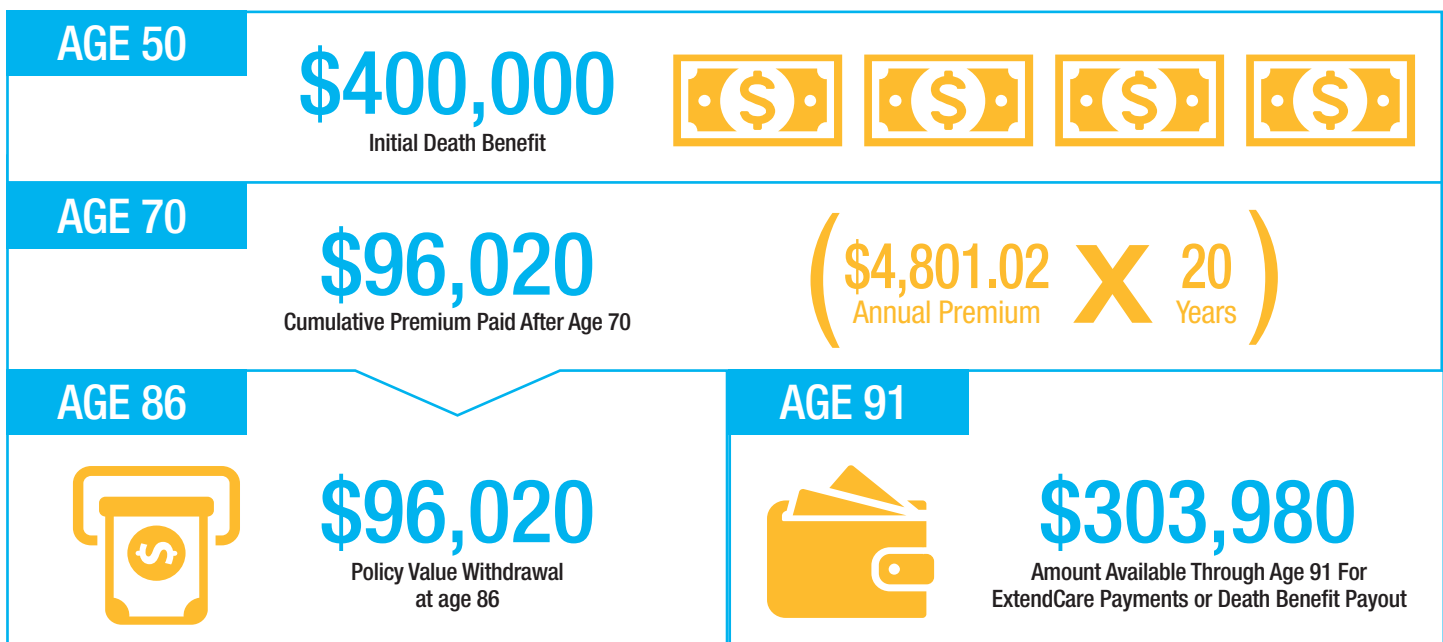 AGE 50
$400,000
Initial Death Benefit
$ $ $ $
AGE 70
$96,020
Cumulative Premium Paid After Age 70
( $4,801.02 X 20 )
Annual Premium Years
AGE 86
$
$96,020
Policy Value Withdrawal
at age 86
AGE 91
$303,980
Amount Available Through Age 91 For
ExtendCare Payments or Death Benefit Payout